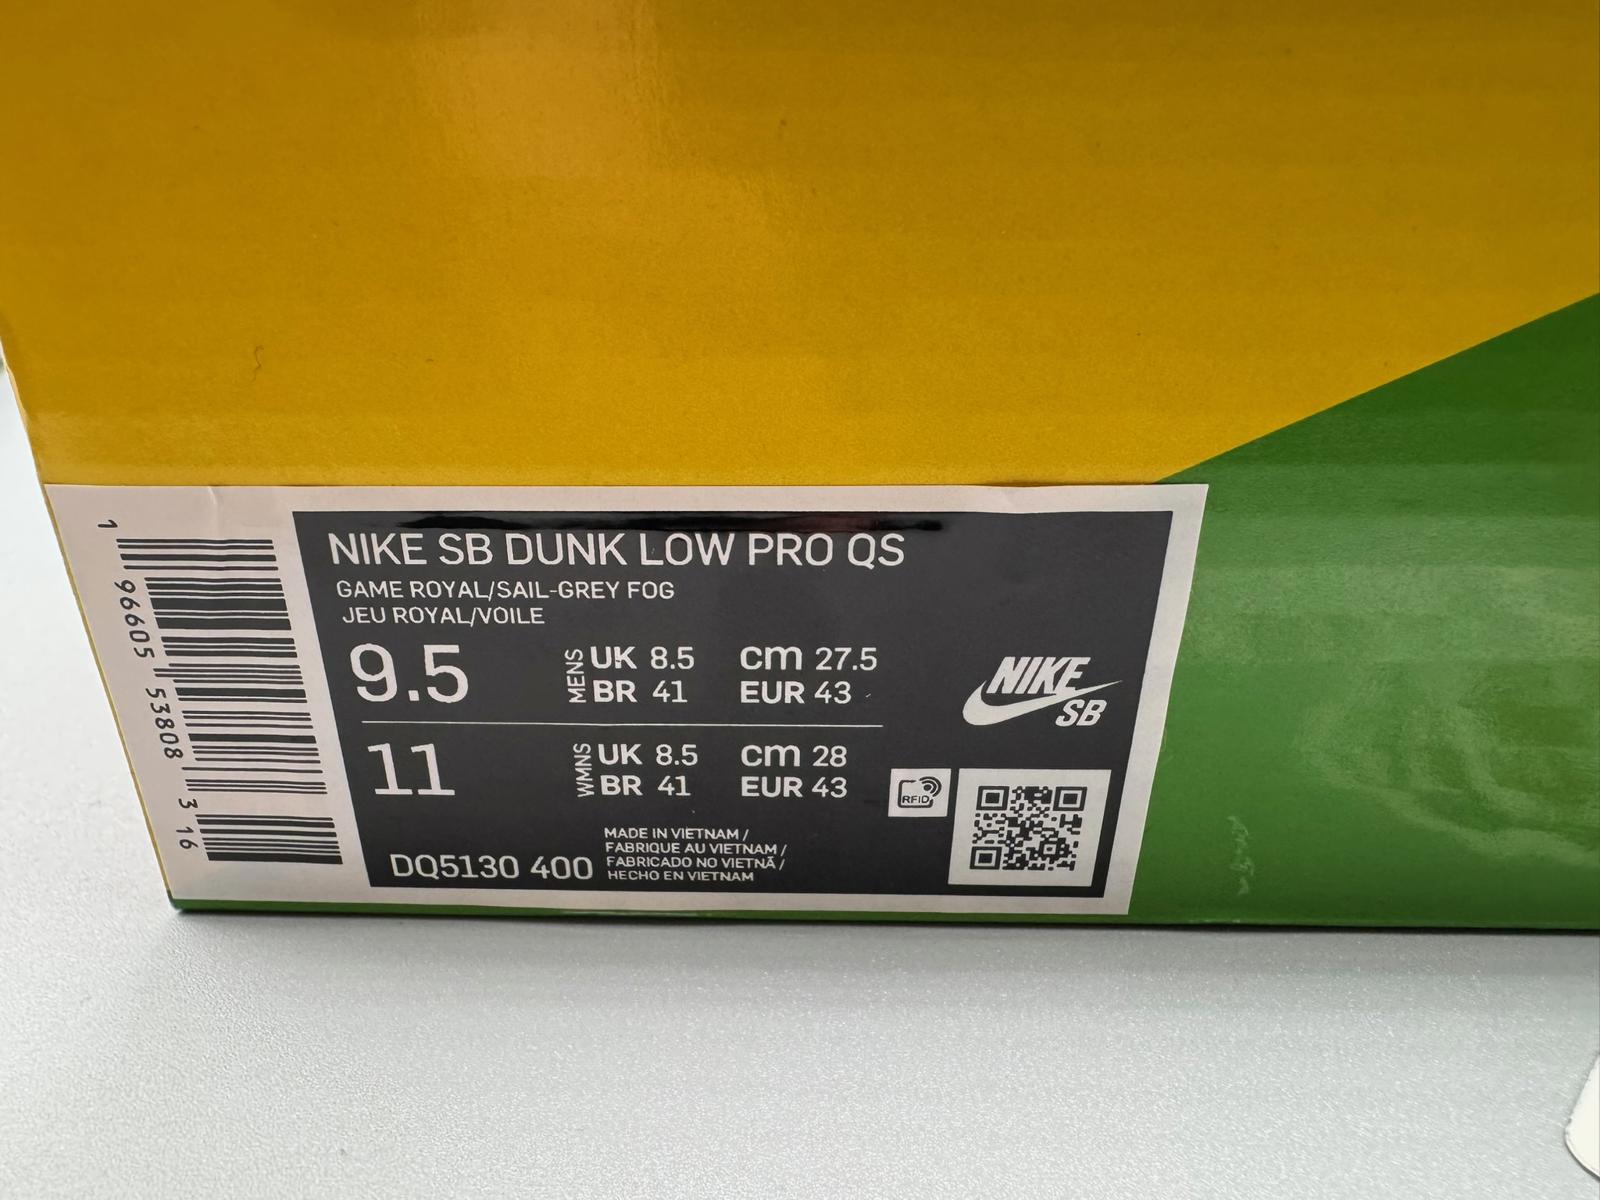 1 96605 53808 3 16
NIKE SB DUNK LOW PRO QS
GAME ROYAL/SAIL-GREY FOG
JEU ROYAL/VOILE
9.5
MENS
UK 8.5 cm 27.5
BR 41 EUR 43
11
WMNS
UK 8.5 cm 28
BR 41 EUR 43
DQ5130 400
MADE IN VIETNAM /
FABRIQUE AU VIETNAM /
FABRICADO NO VIETNÃ /
HECHO EN VIETNAM
NIKE
SB
RFID